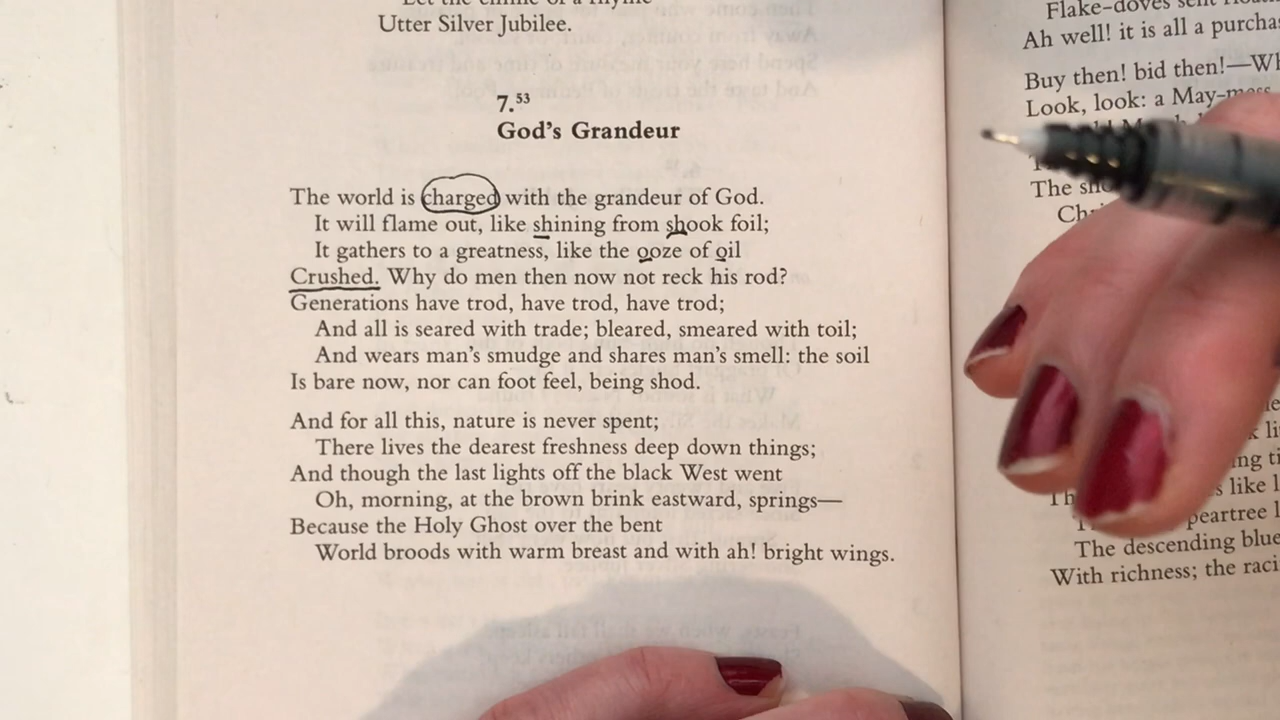 Utter Silver Jubilee.
7.53
God's Grandeur
The world is charged with the grandeur of God.
It will flame out, like shining from shook foil;
It gathers to a greatness, like the ooze of oil
Crushed. Why do men then now not reck his rod?
Generations have trod, have trod, have trod;
And all is seared with trade; bleared, smeared with toil;
And wears man's smudge and shares man's smell: the soil
Is bare now, nor can foot feel, being shod.
And for all this, nature is never spent;
There lives the dearest freshness deep down things;
And though the last lights off the black West went
Oh, morning, at the brown brink eastward, springs—
Because the Holy Ghost over the bent
World broods with warm breast and with ah! bright wings.
Flake-doves sent
Ah well! it is all a
Buy then! bid then!—
Look, look: a
The
like
peartree
The descending blue
With richness; the